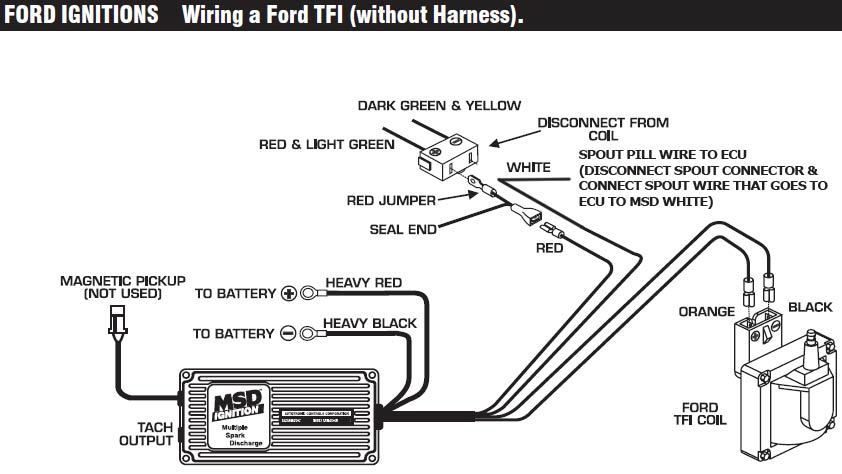 FORD IGNITIONS Wiring a Ford TFI (without Harness).
DARK GREEN & YELLOW
DISCONNECT FROM
COIL
RED & LIGHT GREEN
WHITE
SPOUT PILL WIRE TO ECU
(DISCONNECT SPOUT CONNECTOR &
CONNECT SPOUT WIRE THAT GOES TO
ECU TO MSD WHITE)
RED JUMPER
SEAL END
RED
MAGNETIC PICKUP
(NOT USED)
TO BATTERY +
HEAVY RED
TO BATTERY −
HEAVY BLACK
ORANGE
BLACK
FORD
TFI COIL
TACH
OUTPUT
MSD
IGNITION
Multiple
Spark
Discharge
AUTOTRONIC CONTROLS CORPORATION